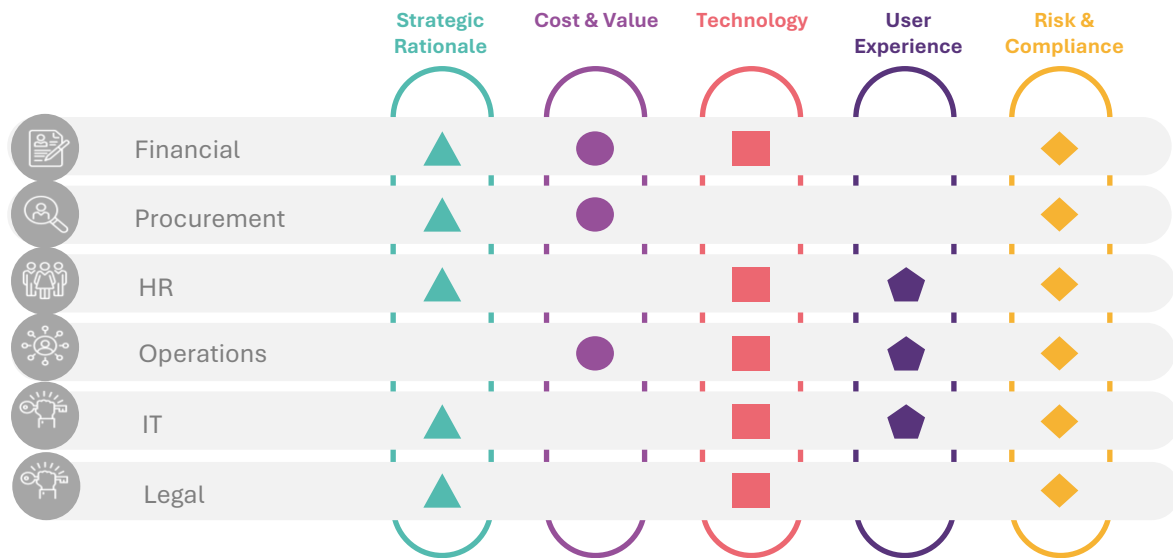 Strategic
Rationale
Cost & Value
Technology
User
Experience
Risk &
Compliance
Financial
Procurement
HR
Operations
IT
Legal